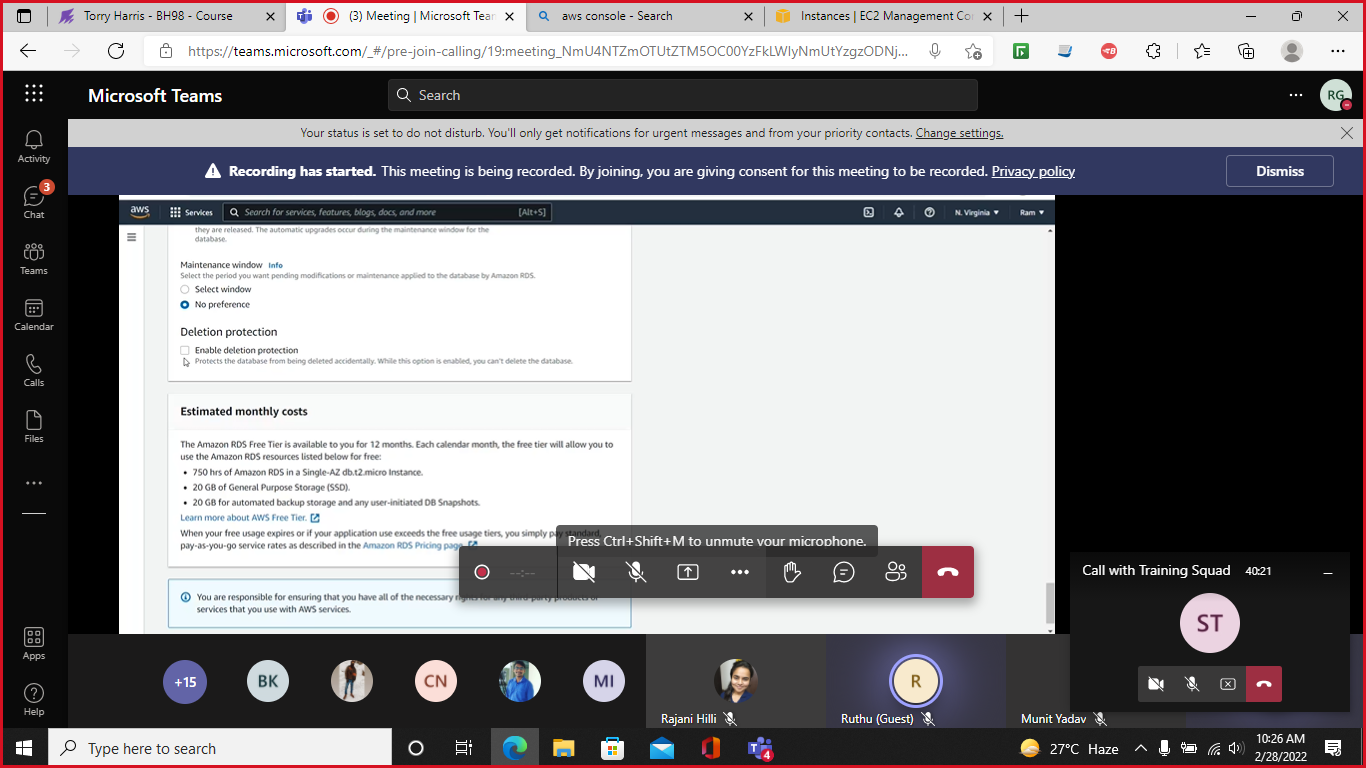 Torry Harris - BH98 - Course
(3) Meeting | Microsoft Tear
aws console - Search
Instances | EC2 Management Co
https://teams.microsoft.com/_#/pre-join-calling/19:meeting_NmU4NTZmOTUtZTM5OC00YzFkLWIyNmUtYzgzODNj...
Microsoft Teams
Search
RG
Your status is set to do not disturb. You'll only get notifications for urgent messages and from your priority contacts. Change settings.
Recording has started. This meeting is being recorded. By joining, you are giving consent for this meeting to be recorded. Privacy policy
Dismiss
Activity
3
Chat
Teams
Calendar
Calls
Files
Apps
Help
aws
Services
Search for services, features, blogs, docs, and more
[Alt+S]
N. Virginia
Ram
they are released. The automatic upgrades occur during the maintenance window for the
database.
Maintenance window Info
Select the period you want pending modifications or maintenance applied to the database by Amazon RDS.
Select window
No preference
Deletion protection
Enable deletion protection
Protects the database from being deleted accidentally. While this option is enabled, you can't delete the database.
Estimated monthly costs
The Amazon RDS Free Tier is available to you for 12 months. Each calendar month, the free tier will allow you to
use the Amazon RDS resources listed below for free:
• 750 hrs of Amazon RDS in a Single-AZ db.t2.micro Instance.
• 20 GB of General Purpose Storage (SSD).
• 20 GB for automated backup storage and any user-initiated DB Snapshots.
Learn more about AWS Free Tier.
When your free usage expires or if your application use exceeds the free usage tiers, you simply pay standard,
pay-as-you-go service rates as described in the Amazon RDS Pricing page
Press Ctrl+Shift+M to unmute your microphone.
--:--
You are responsible for ensuring that you have all of the necessary rights for any third-party products or
services that you use with AWS services.
Call with Training Squad 40:21
ST
+15
BK
CN
MI
R
Rajani Hilli
Ruthu (Guest)
Munit Yadav
Type here to search
4
27°C Haze
10:26 AM
2/28/2022